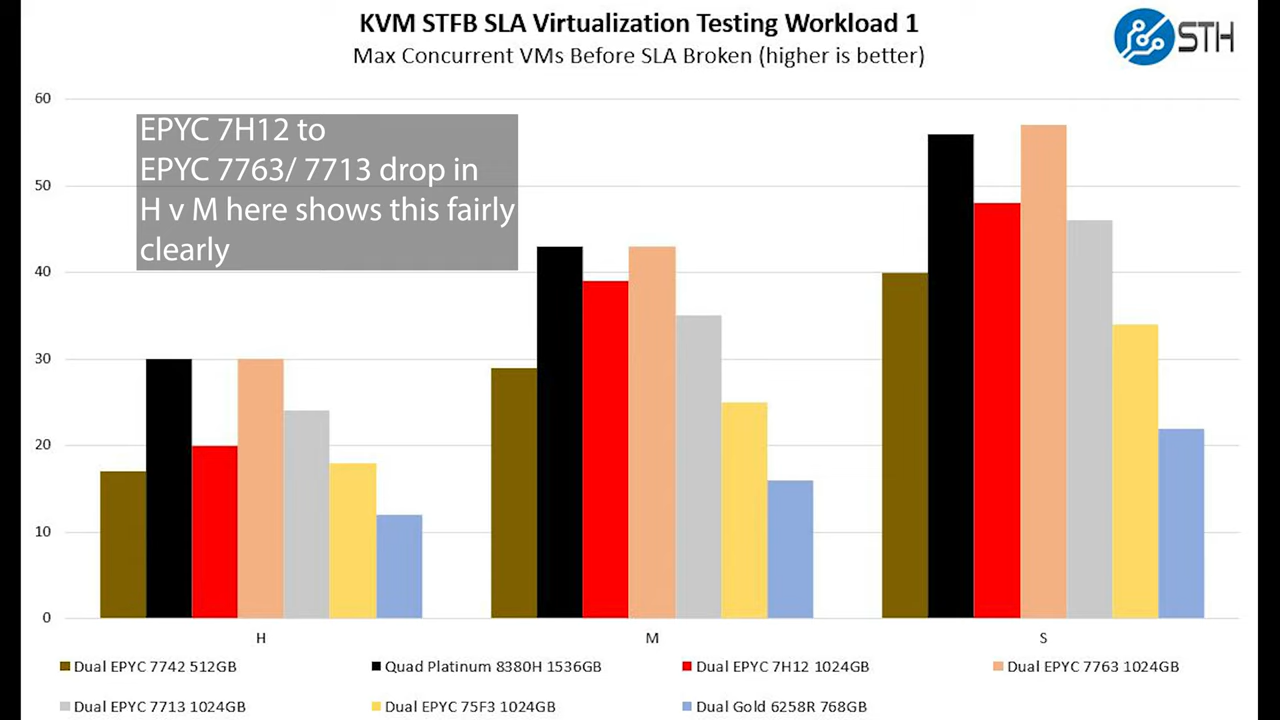 KVM STFB SLA Virtualization Testing Workload 1
Max Concurrent VMs Before SLA Broken (higher is better)
STH
EPYC 7H12 to
EPYC 7763/ 7713 drop in
H v M here shows this fairly
clearly
60
50
40
30
20
10
0
H M S
Dual EPYC 7742 512GB Quad Platinum 8380H 1536GB Dual EPYC 7H12 1024GB Dual EPYC 7763 1024GB
Dual EPYC 7713 1024GB Dual EPYC 75F3 1024GB Dual Gold 6258R 768GB